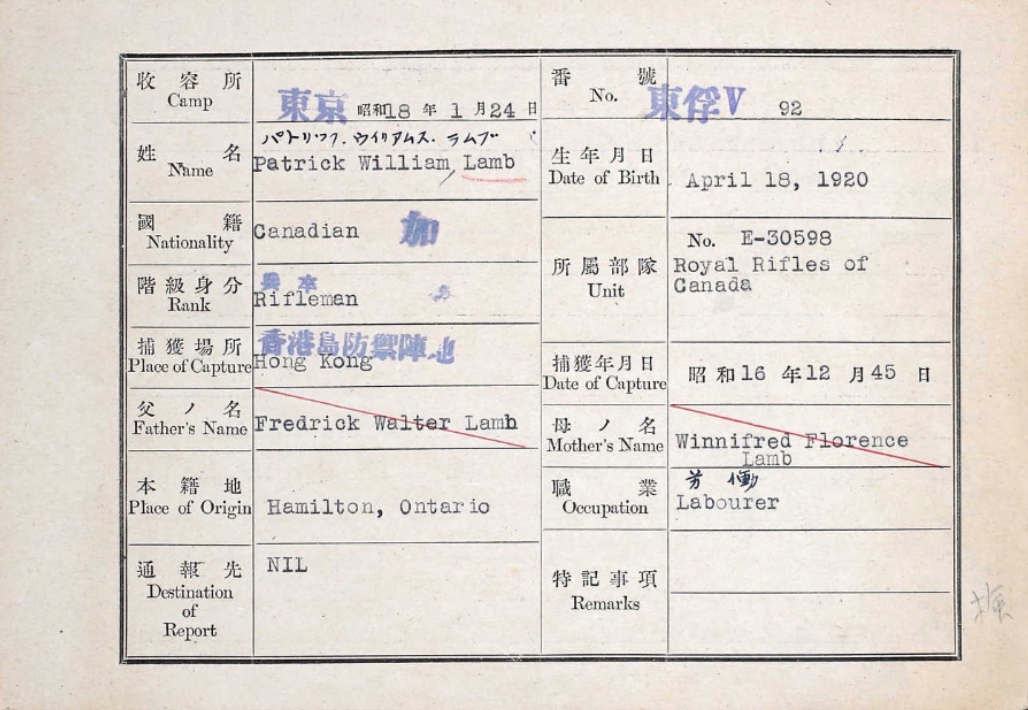 收容所
Camp
東京 昭和18年1月24日
番號
No.
東俘V 92
姓名
Name
パトリック.ウイリアムス.ラムブ
Patrick William, Lamb
生年月日
Date of Birth
April 18, 1920
國籍
Nationality
Canadian 加
所屬部隊
Unit
No. E-30598
Royal Rifles of
Canada
階級身分
Rank
兵卒
Rifleman
捕獲場所
Place of Capture
香港島防禦陣地
Hong Kong
捕獲年月日
Date of Capture
昭和16年12月45日
父ノ名
Father's Name
Fredrick Walter Lamb
母ノ名
Mother's Name
Winnifred Florence
Lamb
本籍地
Place of Origin
Hamilton, Ontario
職業
Occupation
労働
Labourer
通報先
Destination
of
Report
NIL
特記事項
Remarks